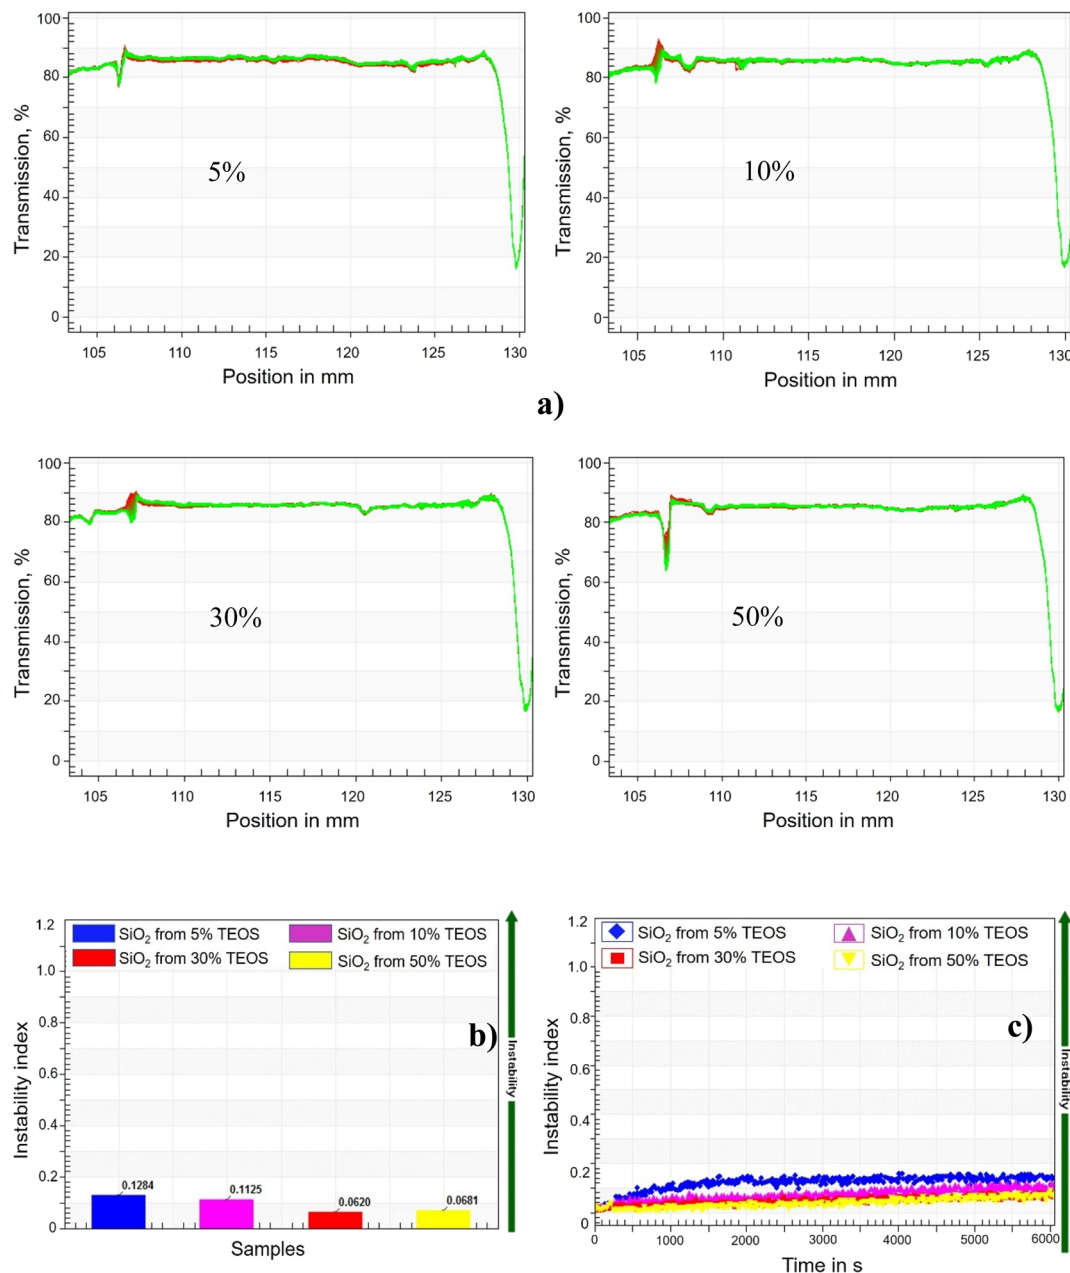 100
80
60
40
20
0
Transmission, %
5%
105 110 115 120 125 130
Position in mm
100
80
60
40
20
0
Transmission, %
10%
105 110 115 120 125 130
Position in mm
a)
100
80
60
40
20
0
Transmission, %
30%
105 110 115 120 125 130
Position in mm
100
80
60
40
20
0
Transmission, %
50%
105 110 115 120 125 130
Position in mm
1.2
1.0
0.8
0.6
0.4
0.2
0
Instability index
SiO2 from 5% TEOS
SiO2 from 10% TEOS
SiO2 from 30% TEOS
SiO2 from 50% TEOS
b)
Instability
0.1284
0.1125
0.0620
0.0681
Samples
1.2
1.0
0.8
0.6
0.4
0.2
0
Instability index
SiO2 from 5% TEOS
SiO2 from 10% TEOS
SiO2 from 30% TEOS
SiO2 from 50% TEOS
c)
Instability
0 1000 2000 3000 4000 5000 6000
Time in s